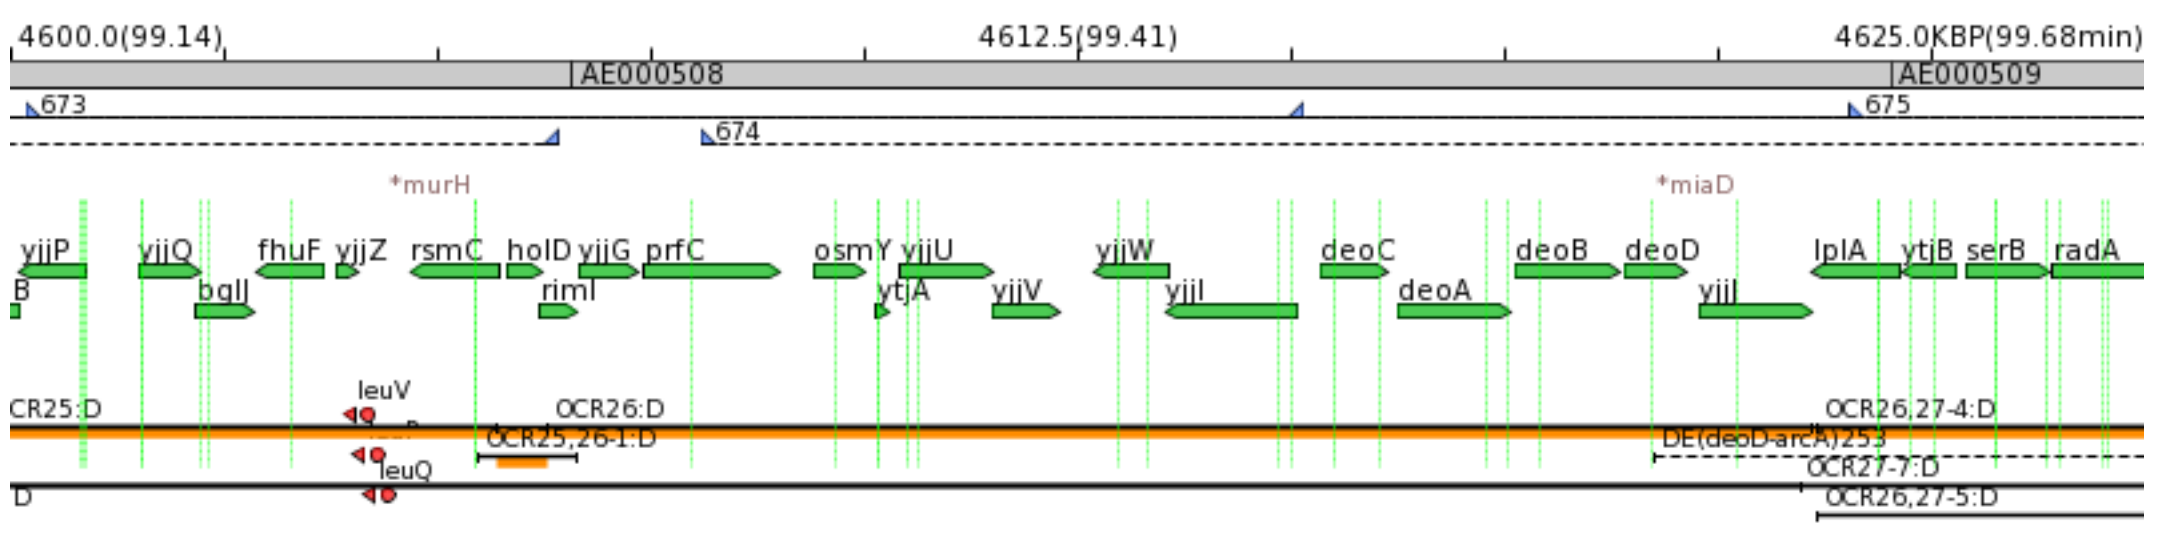 4600.0(99.14) 4612.5(99.41) 4625.0KBP(99.68min)
AE000508 AE000509
673 675
674
*murH *miaD
yjjP yjjQ fhuF yjjZ rsmC holD yjjG prfC osmY yjjU yjjW deoC deoB deoD lplA ytjB serB radA
B bglJ rimI ytjA yjjV yjjI deoA yjjJ
leuV
CR25:D OCR26:D OCR26,27-4:D
OCR25,26-1:D DE(deoD-arcA)253
leuQ OCR27-7:D
D OCR26,27-5:D